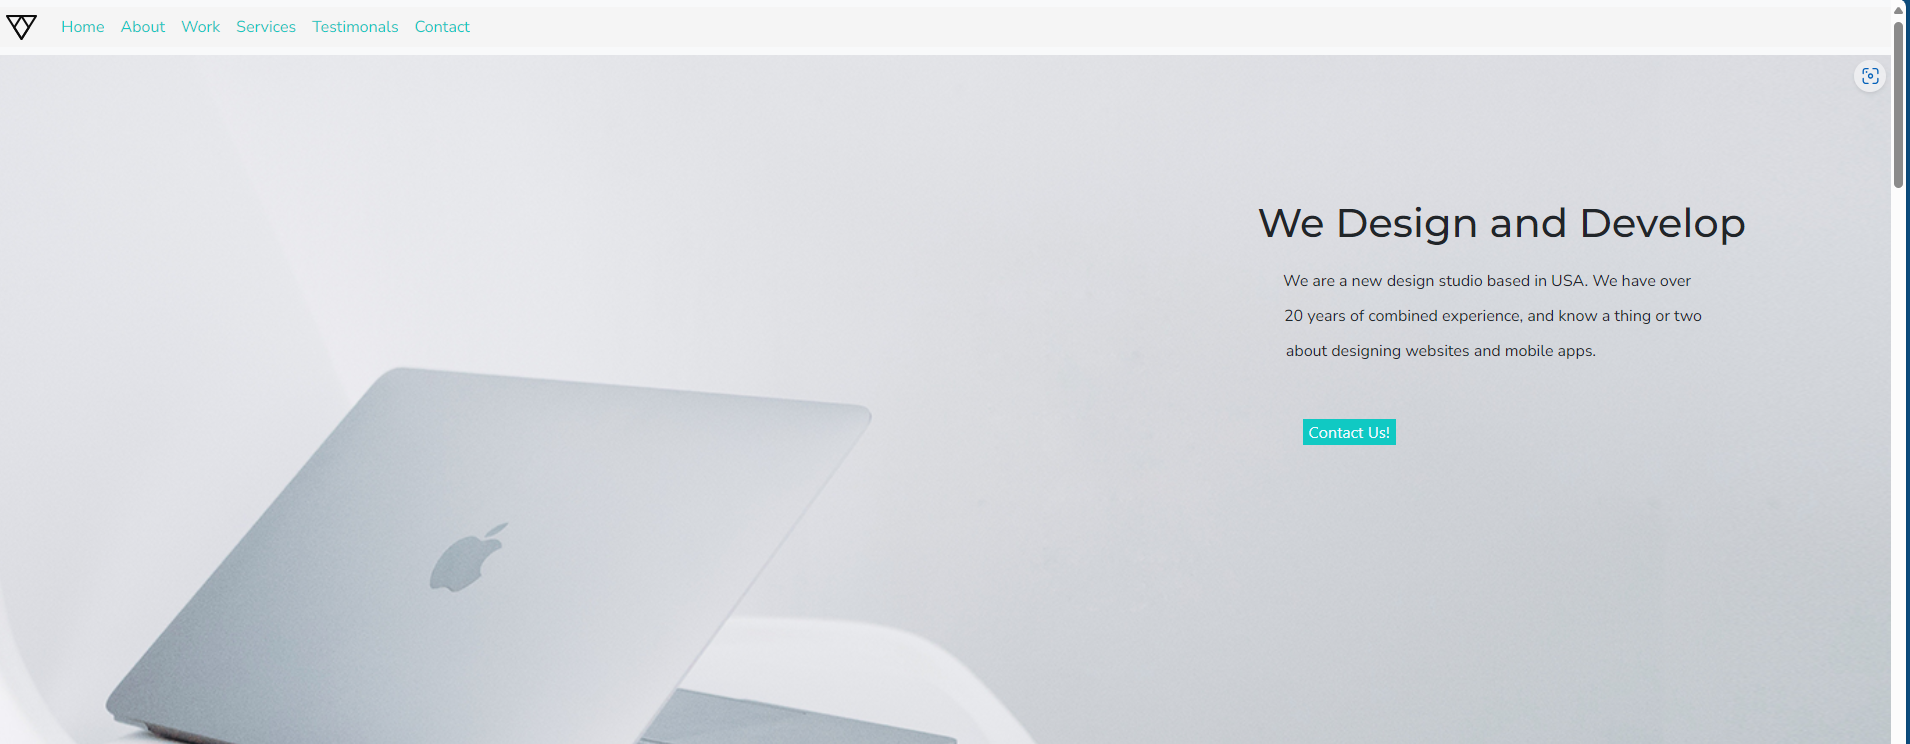 Home About Work Services Testimonals Contact
We Design and Develop
We are a new design studio based in USA. We have over
20 years of combined experience, and know a thing or two
about designing websites and mobile apps.
Contact Us!